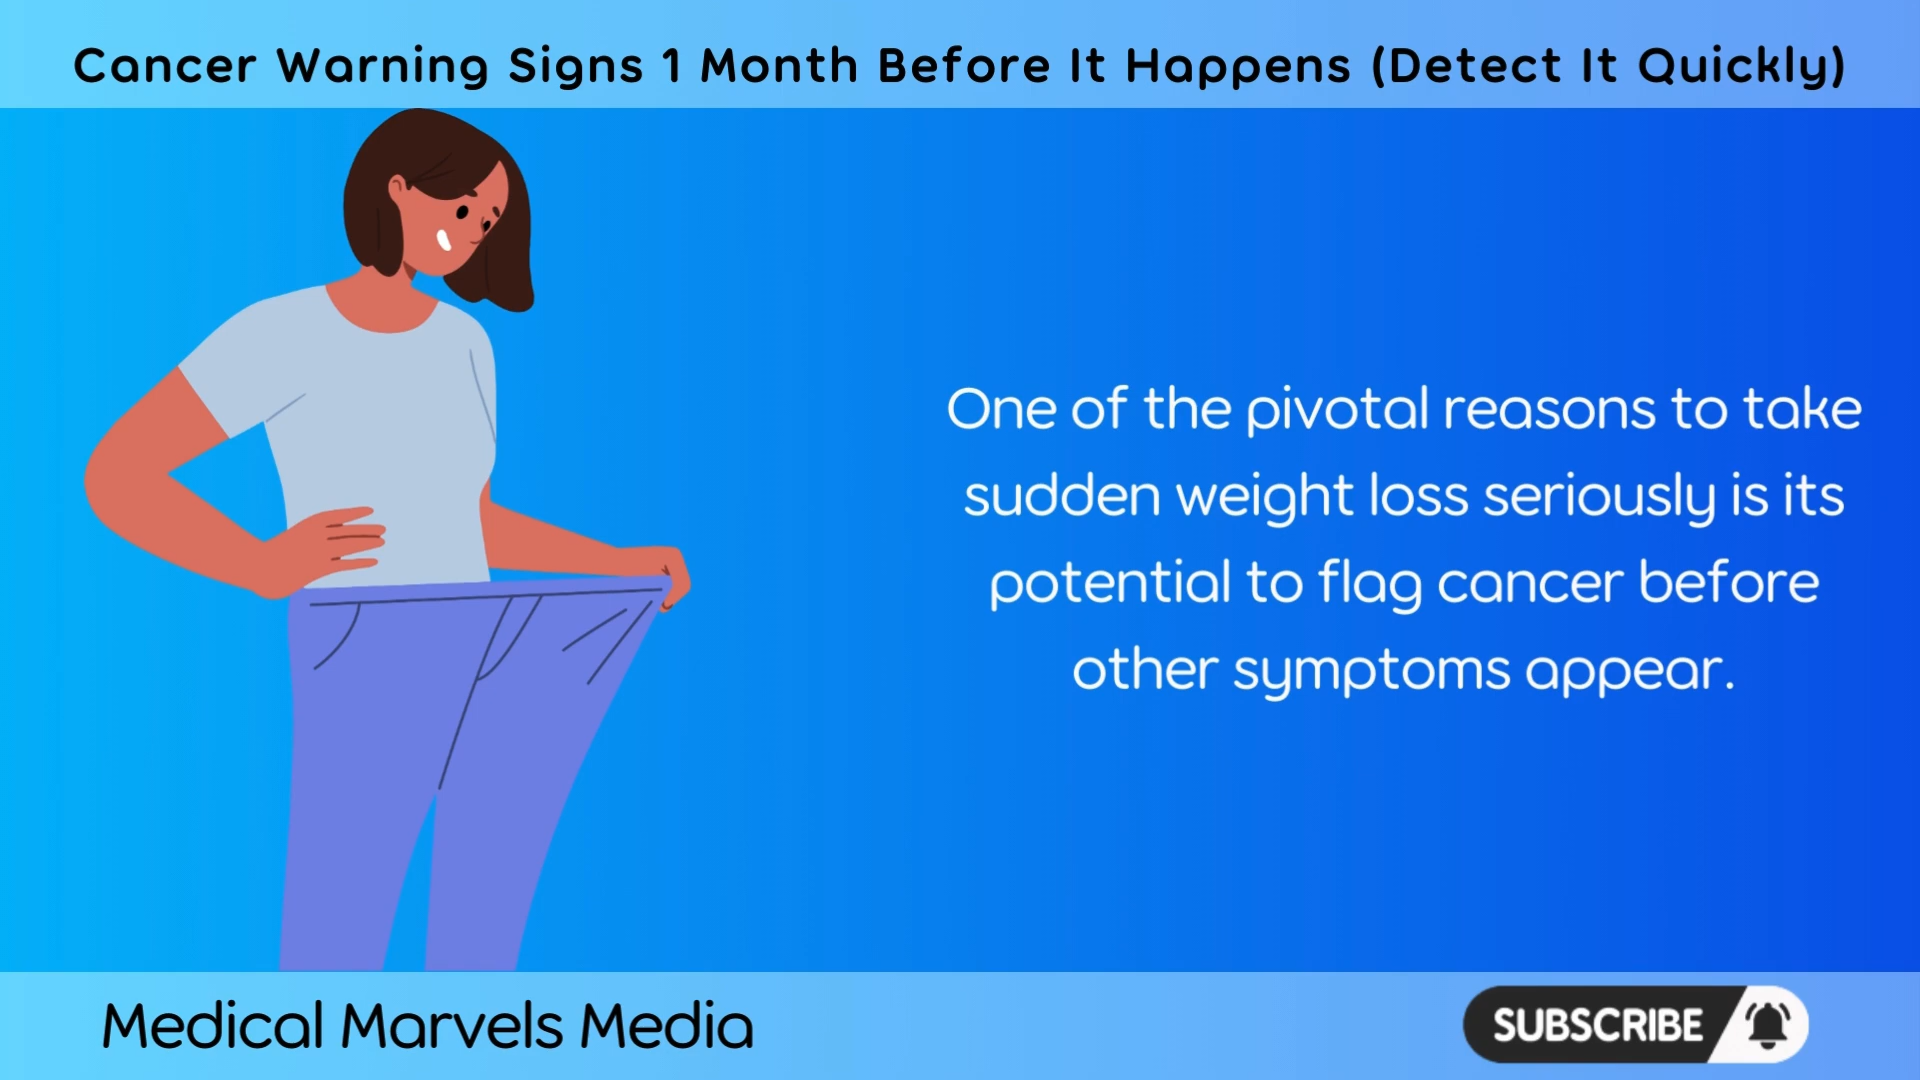 Cancer Warning Signs 1 Month Before It Happens (Detect It Quickly)
One of the pivotal reasons to take
sudden weight loss seriously is its
potential to flag cancer before
other symptoms appear.
Medical Marvels Media
SUBSCRIBE